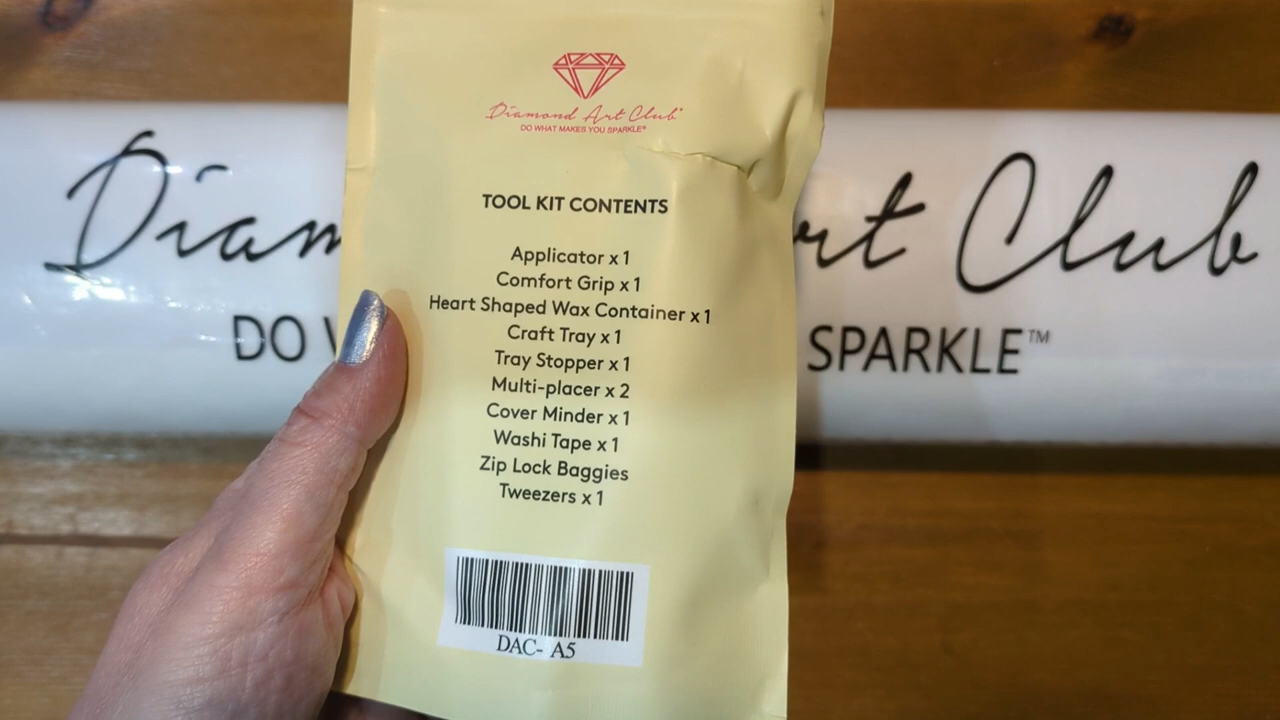 Diamond Art Club®
DO WHAT MAKES YOU SPARKLE®
TOOL KIT CONTENTS
Applicator x 1
Comfort Grip x 1
Heart Shaped Wax Container x 1
Craft Tray x 1
Tray Stopper x 1
Multi-placer x 2
Cover Minder x 1
Washi Tape x 1
Zip Lock Baggies
Tweezers x 1
DAC- A5
Diam rt Club
DO W SPARKLE™